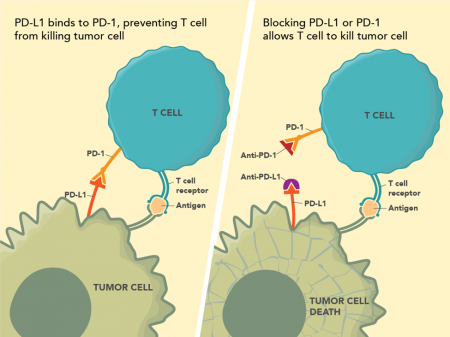 PD-L1 binds to PD-1, preventing T cell
from killing tumor cell
T CELL
PD-1
PD-L1
T cell
receptor
Antigen
TUMOR CELL
Blocking PD-L1 or PD-1
allows T cell to kill tumor cell
T CELL
PD-1
Anti-PD-1
Anti-PD-L1
PD-L1
T cell
receptor
Antigen
TUMOR CELL
DEATH